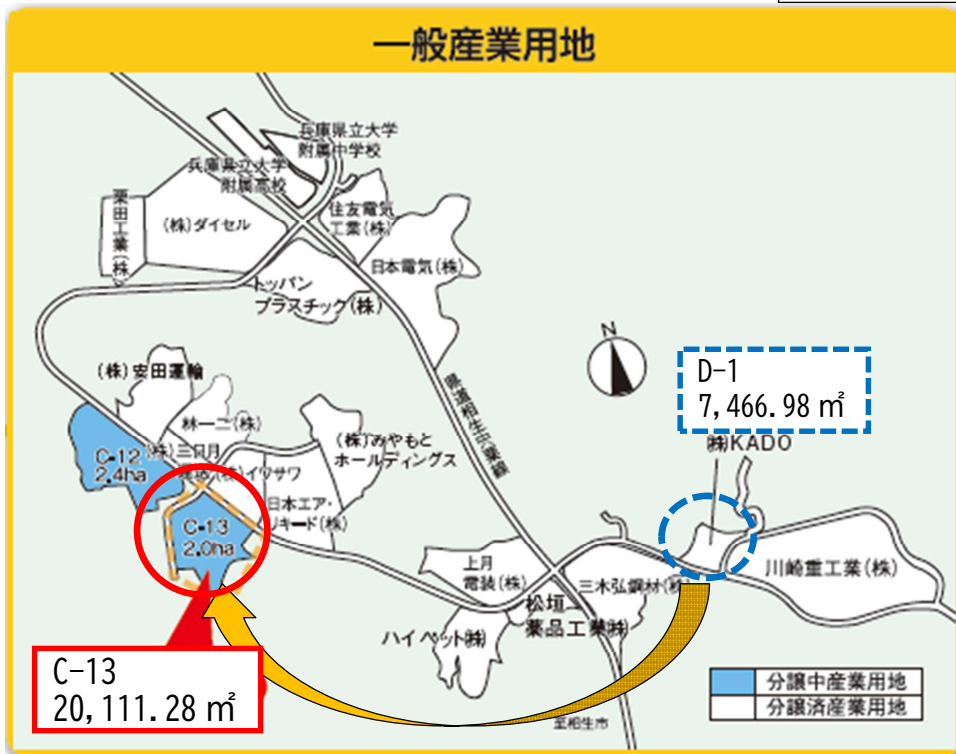 一般産業用地
兵庫県立大学
附属中学校
兵庫県立大学
附属高校
栗田工業(株)
(株)ダイセル
住友電気
工業(株)
日本電気(株)
トッパン
プラスチック(株)
N
D-1
7,466.98 ㎡
㈱KADO
(株)安田運輸
県道相生宍粟線
林一二(株)
(株)みやもと
ホールディングス
C-12
2.4ha
(株)三日月
(株)イワサワ
日本エア・
リキード(株)
C-13
2.0ha
上月
電装(株)
三木弘鋼材(株)
川崎重工業(株)
松垣
薬品工業㈱
ハイペット㈱
C-13
20,111.28 ㎡
分譲中産業用地
分譲済産業用地
至相生市